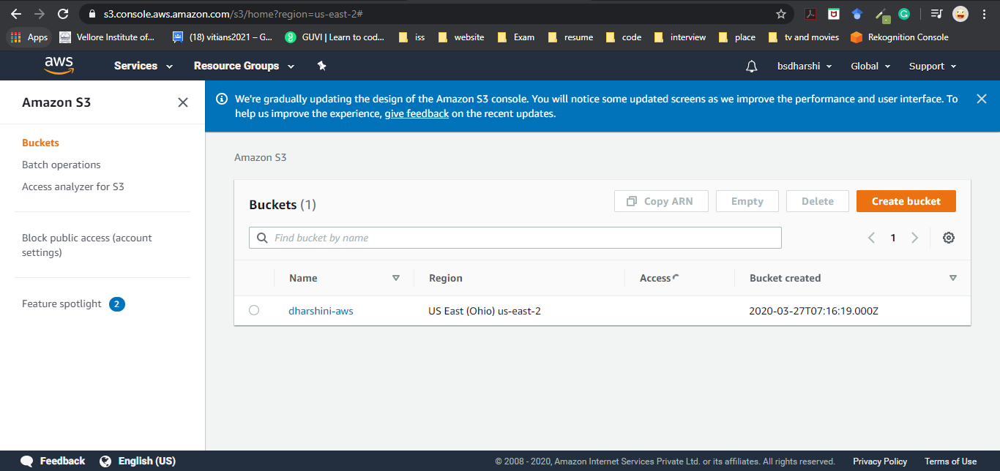 s3.console.aws.amazon.com/s3/home?region=us-east-2#
Apps Vellore Institute of... (18) vitians2021 – G... GUVI | Learn to cod... iss website Exam resume code interview place tv and movies Rekognition Console
aws Services Resource Groups bsdharshi Global Support
Amazon S3
Buckets
Batch operations
Access analyzer for S3
Block public access (account
settings)
Feature spotlight 2
We're gradually updating the design of the Amazon S3 console. You will notice some updated screens as we improve the performance and user interface. To
help us improve the experience, give feedback on the recent updates.
Amazon S3
Buckets (1) Copy ARN Empty Delete Create bucket
Find bucket by name 1
Name Region Access Bucket created
dharshini-aws US East (Ohio) us-east-2 2020-03-27T07:16:19.000Z
Feedback English (US) © 2008 - 2020, Amazon Internet Services Private Ltd. or its affiliates. All rights reserved. Privacy Policy Terms of Use